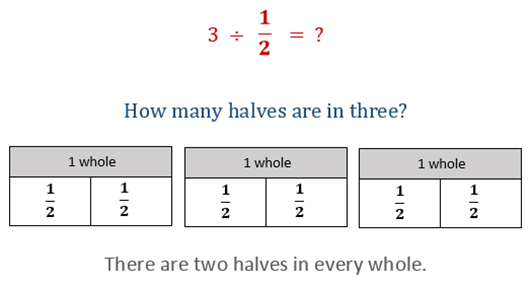 3 ÷ 1/2 = ?
How many halves are in three?
1 whole 1 whole 1 whole
1/2 1/2 1/2 1/2 1/2 1/2
There are two halves in every whole.